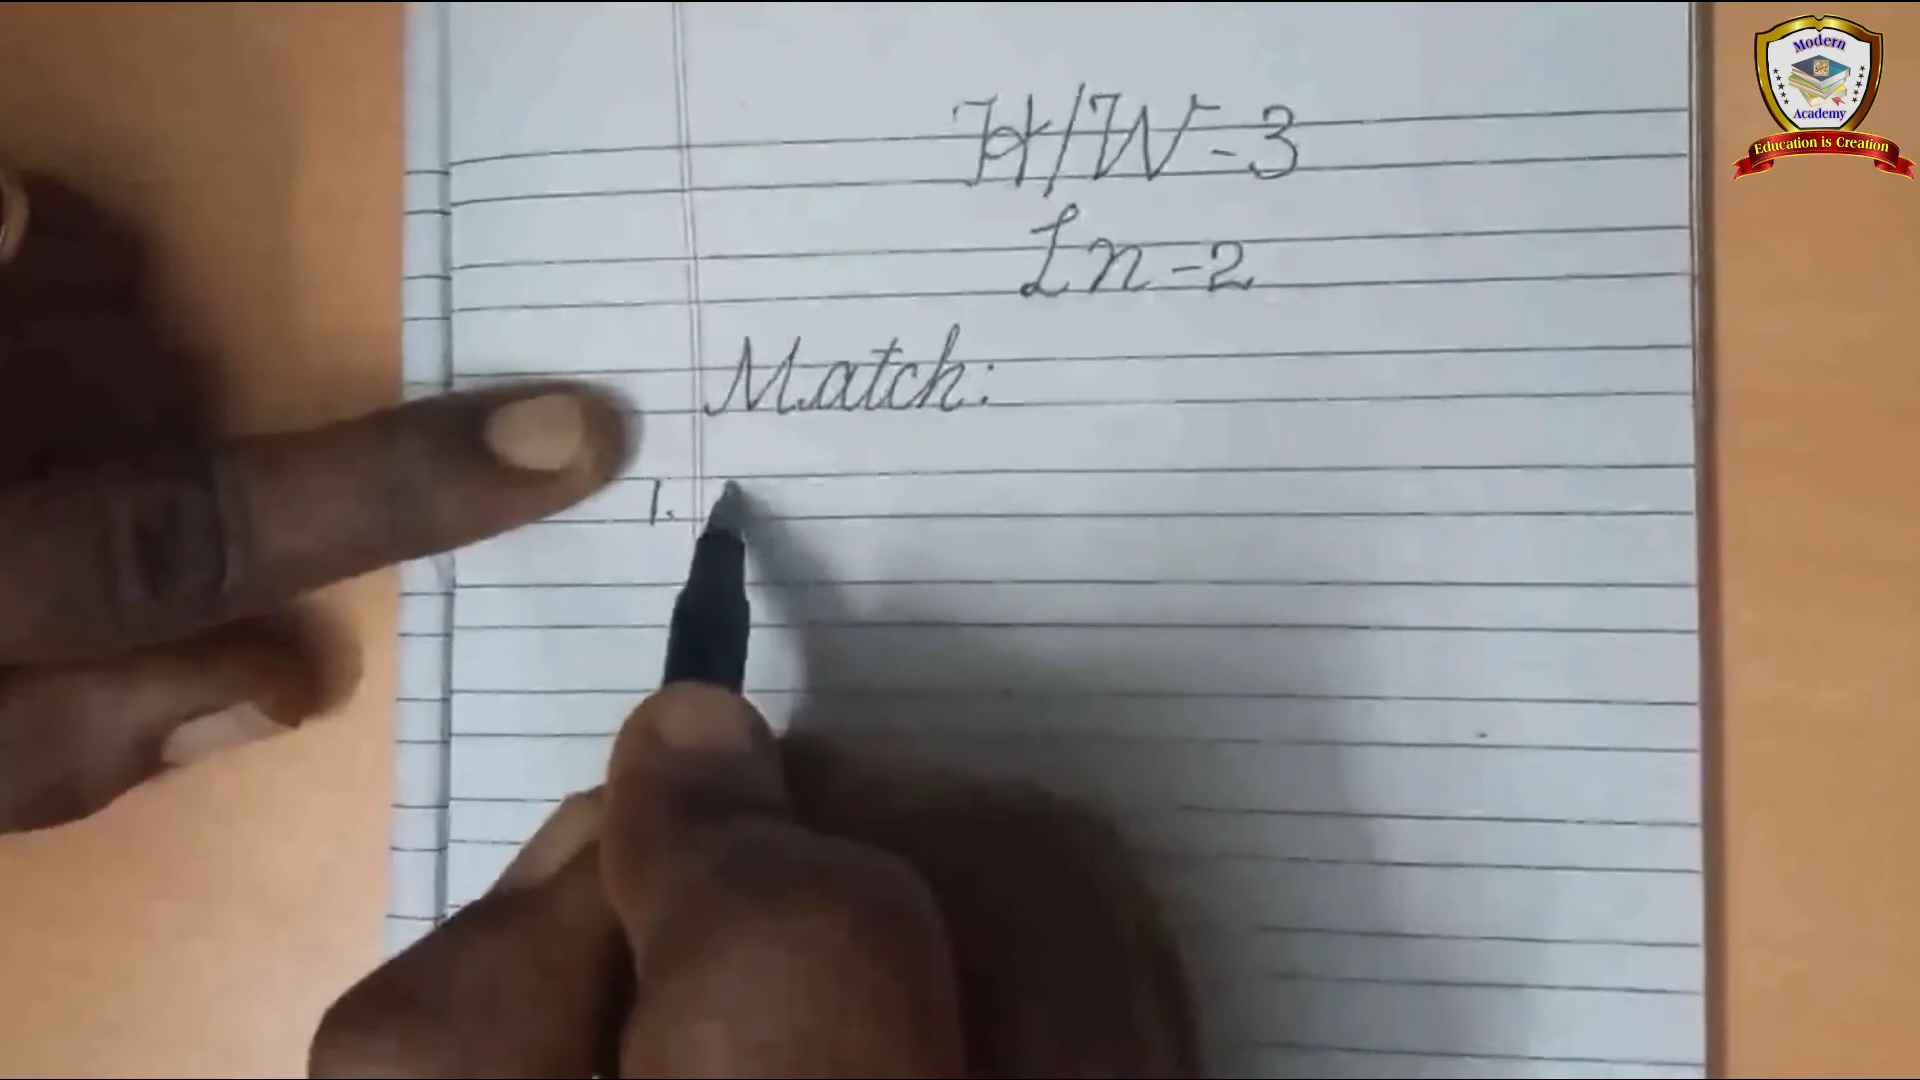 Modern
Academy
Education is Creation
H/W-3
Ln-2
Match:
1.